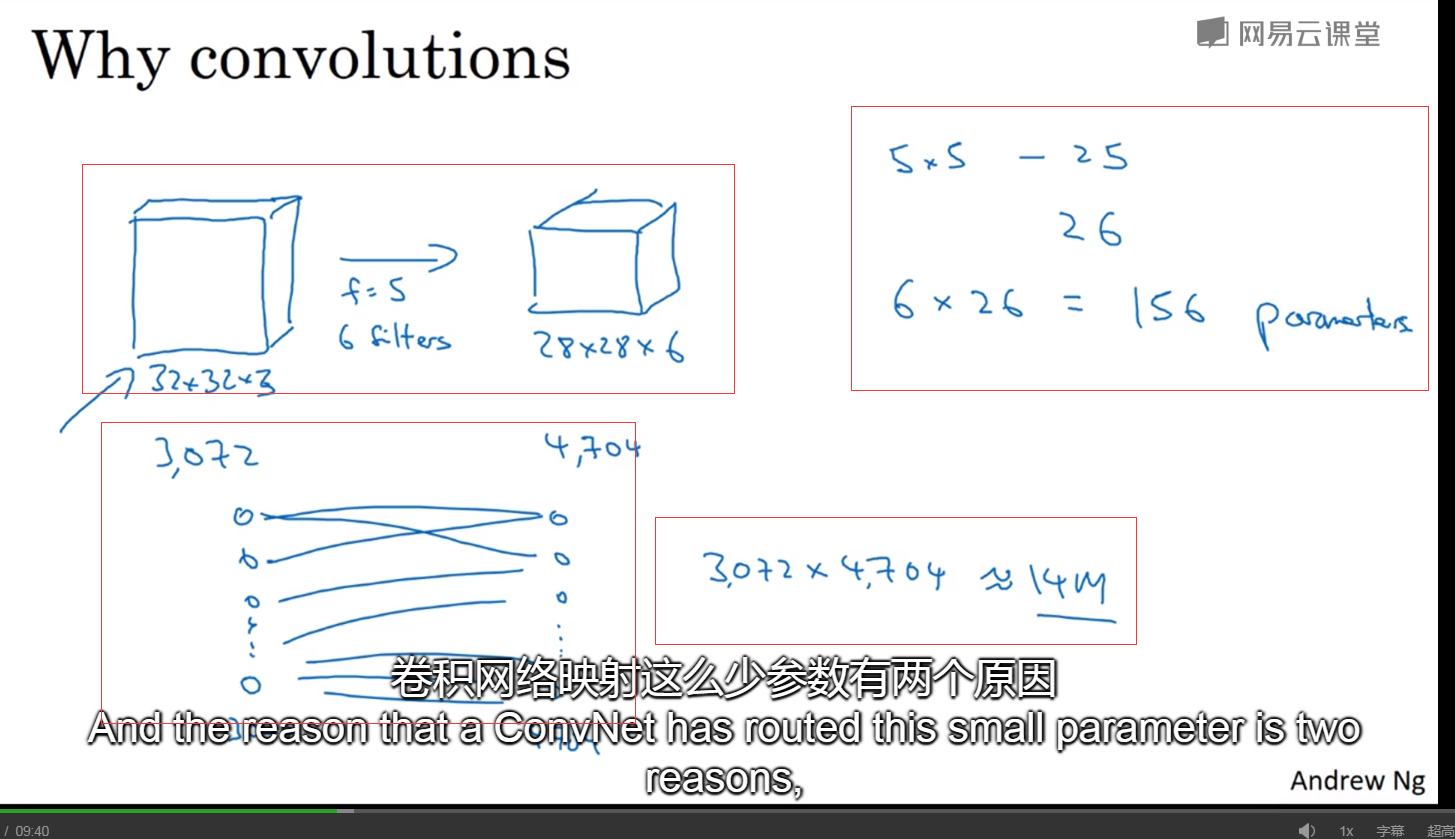 Why convolutions
网易云课堂
5×5 - 25
26
6 × 26 = 156 parameters
f=5
6 filters
32×32×3
28×28×6
3,072
4,704
3,072 × 4,704 ≈ 14M
卷积网络映射这么少参数有两个原因
And the reason that a ConvNet has routed this small parameter is two
reasons,
Andrew Ng
/ 09:40
1x
字幕
超高